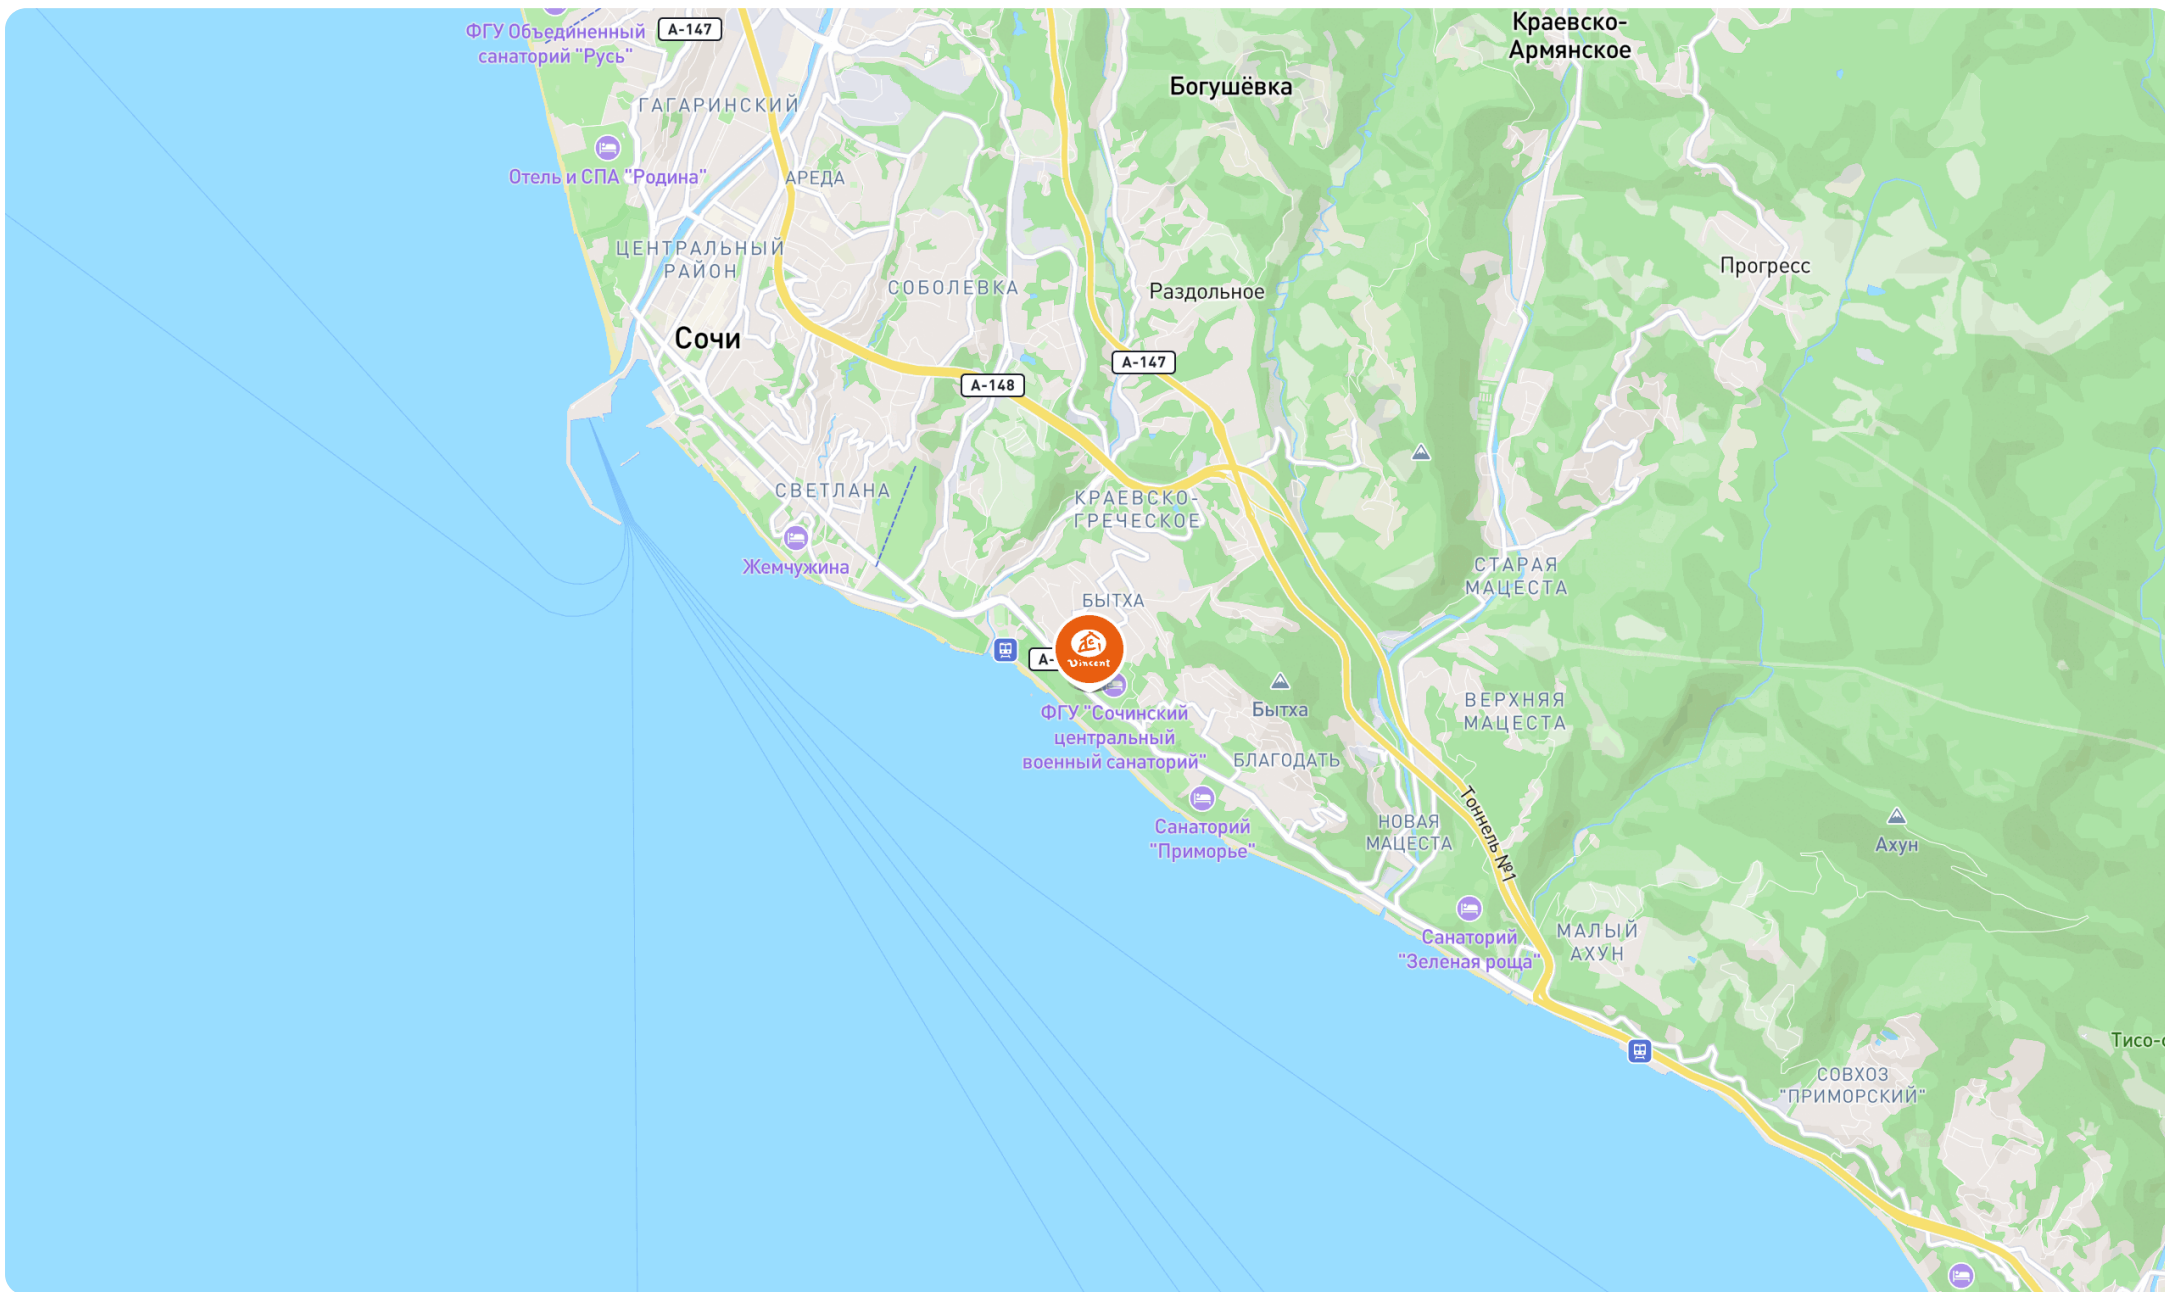 ФГУ Объединенный
санаторий "Русь"
А-147
Краевско-
Армянское
Богушёвка
ГАГАРИНСКИЙ
Отель и СПА "Родина"
АРЕДА
ЦЕНТРАЛЬНЫЙ
РАЙОН
СОБОЛЕВКА
Раздольное
Прогресс
Сочи
А-147
А-148
СВЕТЛАНА
КРАЕВСКО-
ГРЕЧЕСКОЕ
Жемчужина
СТАРАЯ
МАЦЕСТА
БЫТХА
Vincent
А-
ФГУ "Сочинский
центральный
военный санаторий"
Бытха
ВЕРХНЯЯ
МАЦЕСТА
БЛАГОДАТЬ
Тоннель №1
Санаторий
"Приморье"
НОВАЯ
МАЦЕСТА
Ахун
Санаторий
"Зеленая роща"
МАЛЫЙ
АХУН
Тисо-с
СОВХОЗ
"ПРИМОРСКИЙ"